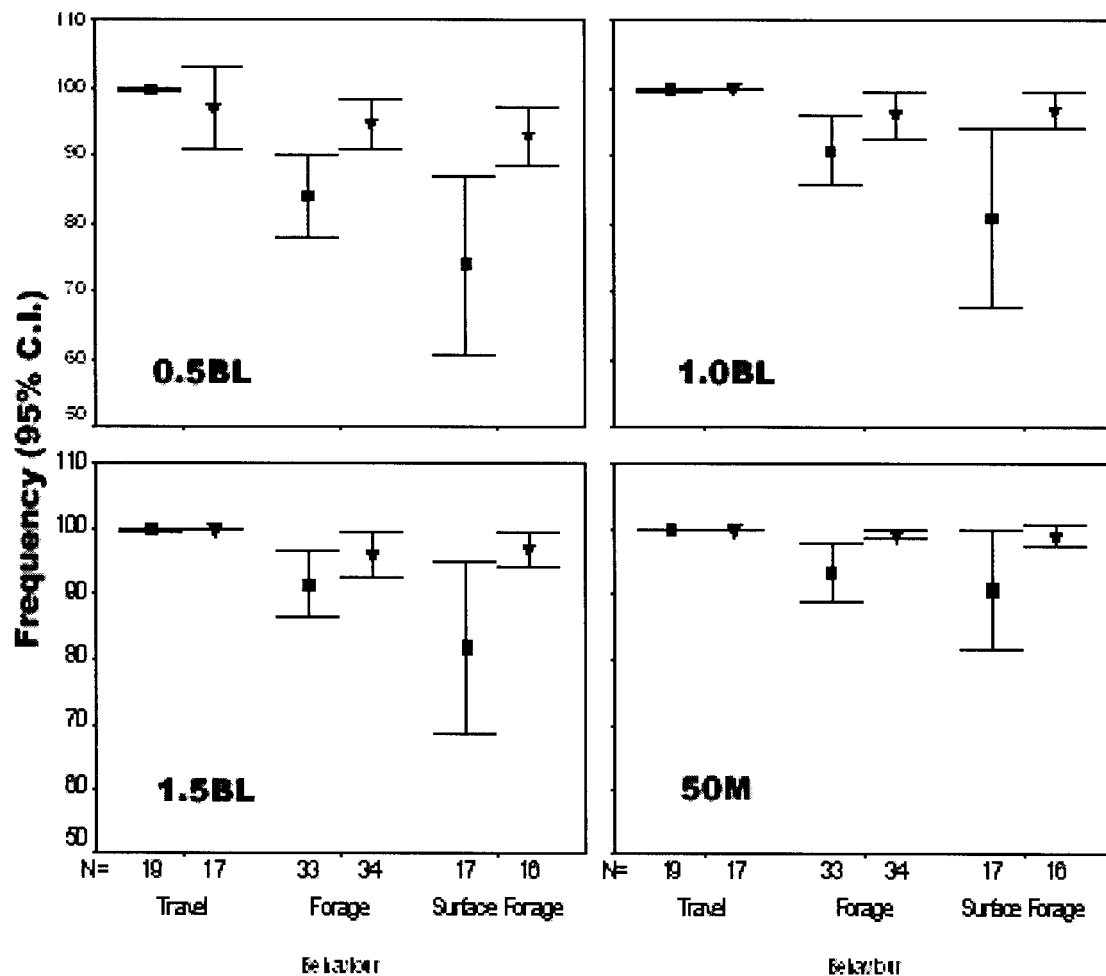 Frequency (95% C.I.)
110
100
90
80
70
60
50
0.5BL
1.0BL
110
100
90
80
70
60
50
1.5BL
50M
N= 19 17 33 34 17 16
N= 19 17 33 34 17 16
Travel Forage Surface Forage
Travel Forage Surface Forage
Behaviour
Behaviour